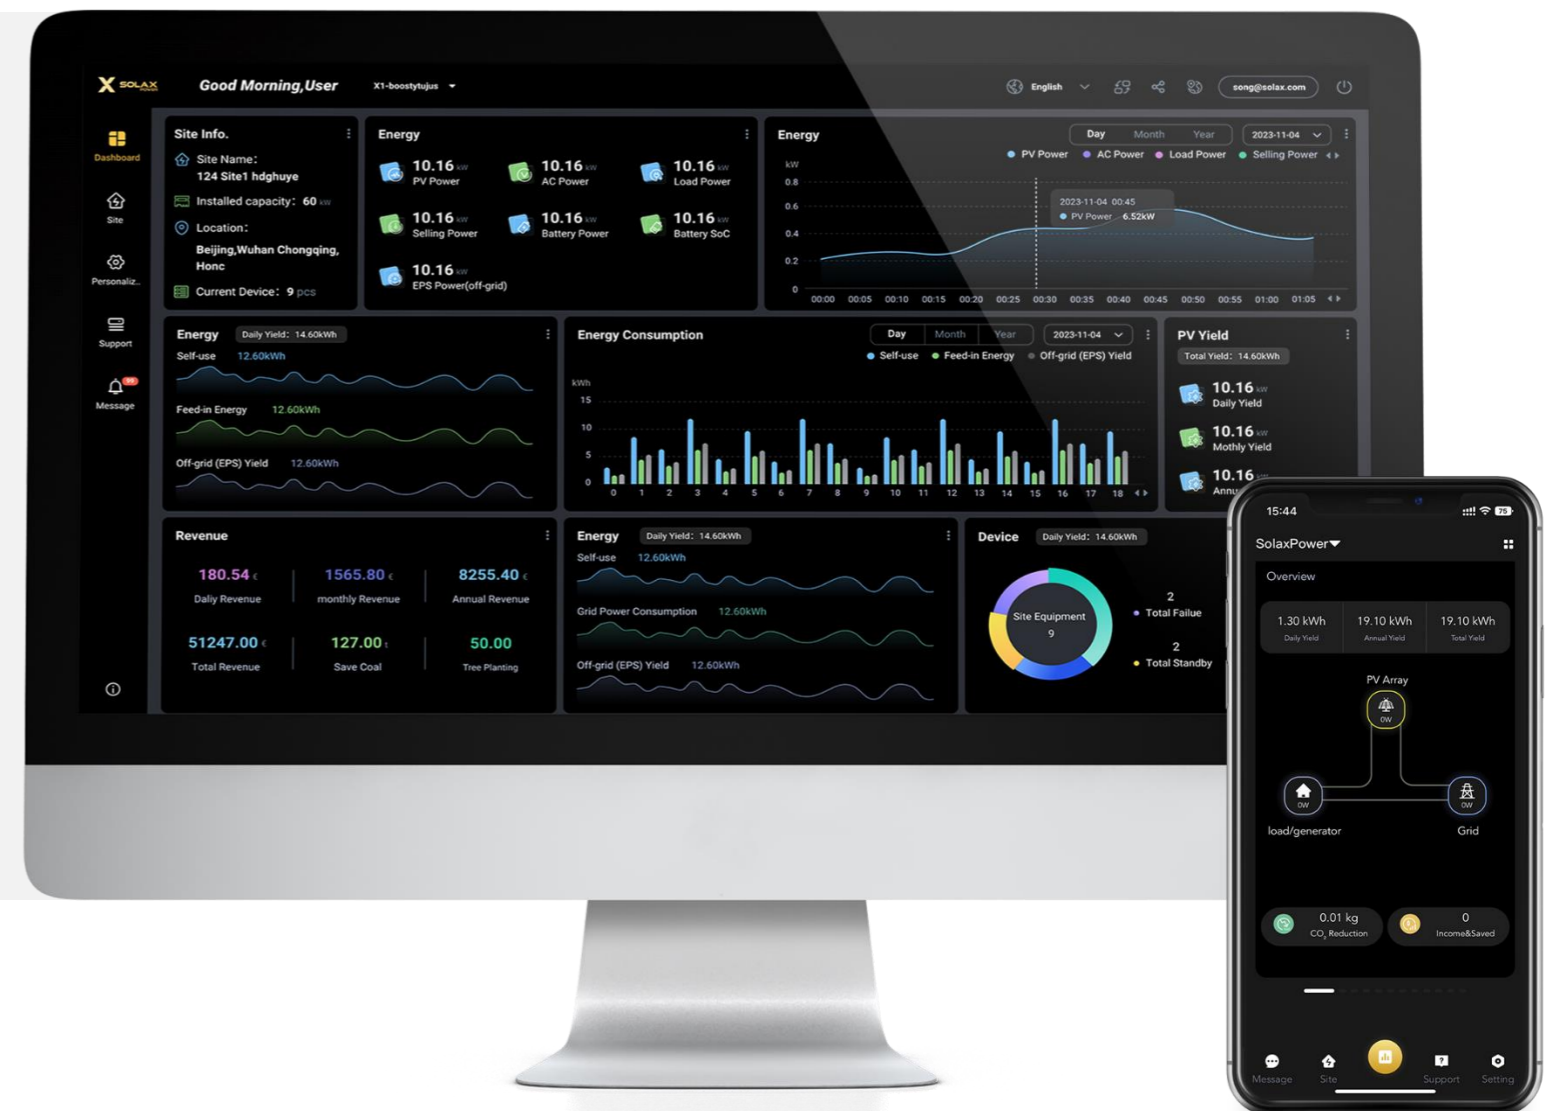 X SOLAX POWER
Good Morning,User
X1-boostytujus
English
song@solax.com
Dashboard
Site
Personaliz...
Support
99
Message
Site Info.
Site Name:
124 Site1 hdghuye
Installed capacity: 60 kW
Location:
Beijing,Wuhan Chongqing,
Honc
Current Device: 9 pcs
Energy
10.16 kW
PV Power
10.16 kW
AC Power
10.16 kW
Load Power
10.16 kW
Selling Power
10.16 kW
Battery Power
10.16 kW
Battery SoC
10.16 kW
EPS Power(off-grid)
Energy
Day Month Year
2023-11-04
PV Power AC Power Load Power Selling Power
kW
0.8
0.6
0.4
0.2
0
2023-11-04 00:45
PV Power 6.52kW
00:00 00:05 00:10 00:15 00:20 00:25 00:30 00:35 00:40 00:45 00:50 00:55 01:00 01:05
Energy
Daily Yield: 14.60kWh
Self-use 12.60kWh
Feed-in Energy 12.60kWh
Off-grid (EPS) Yield 12.60kWh
Energy Consumption
Day Month Year
2023-11-04
Self-use Feed-in Energy Off-grid (EPS) Yield
kWh
15
10
5
0
0 1 2 3 4 5 6 7 8 9 10 11 12 13 14 15 16 17 18
PV Yield
Total Yield: 14.60kWh
10.16 kW
Daily Yield
10.16 kW
Mothly Yield
10.16 kW
Revenue
180.54 €
Daliy Revenue
1565.80 €
monthly Revenue
8255.40 €
Annual Revenue
51247.00 €
Total Revenue
127.00 t
Save Coal
50.00
Tree Planting
Energy
Daily Yield: 14.60kWh
Self-use 12.60kWh
Grid Power Consumption 12.60kWh
Off-grid (EPS) Yield 12.60kWh
Device
Daily Yield: 14.60kWh
Site Equipment
9
2
Total Failue
2
Total Standby
15:44
75
SolaxPower
Overview
1.30 kWh
Daily Yield
19.10 kWh
Annual Yield
19.10 kWh
Total Yield
PV Array
0W
0W
load/generator
0W
Grid
0.01 kg
CO₂ Reduction
0
Income&Saved
Message
Site
Support
Setting